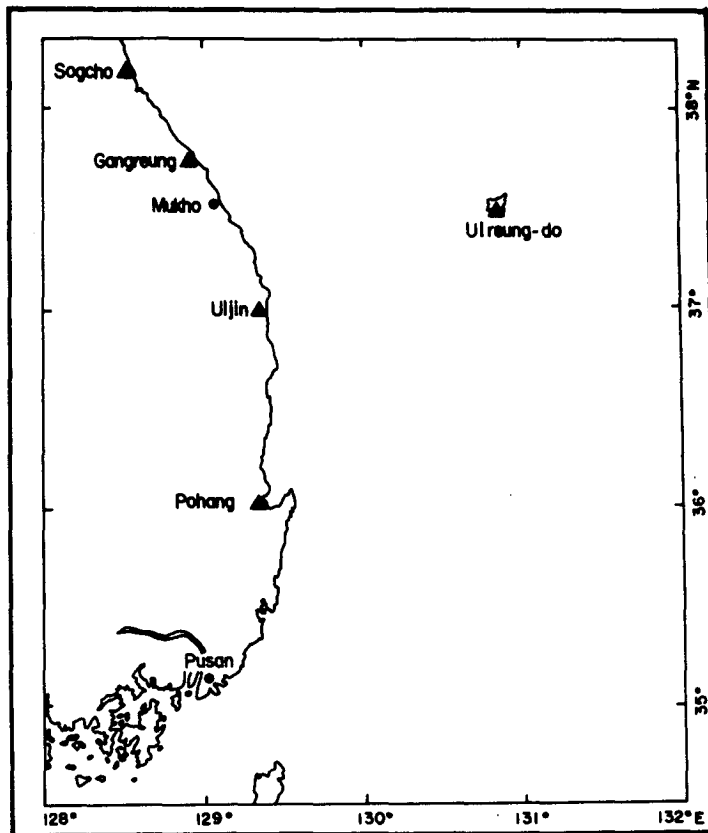 Sogcho
38°N
Gangreung
Mukho
Ulreung-do
Uljin
37°
Pohang
36°
Pusan
35°
128°
129°
130°
131°
132°E